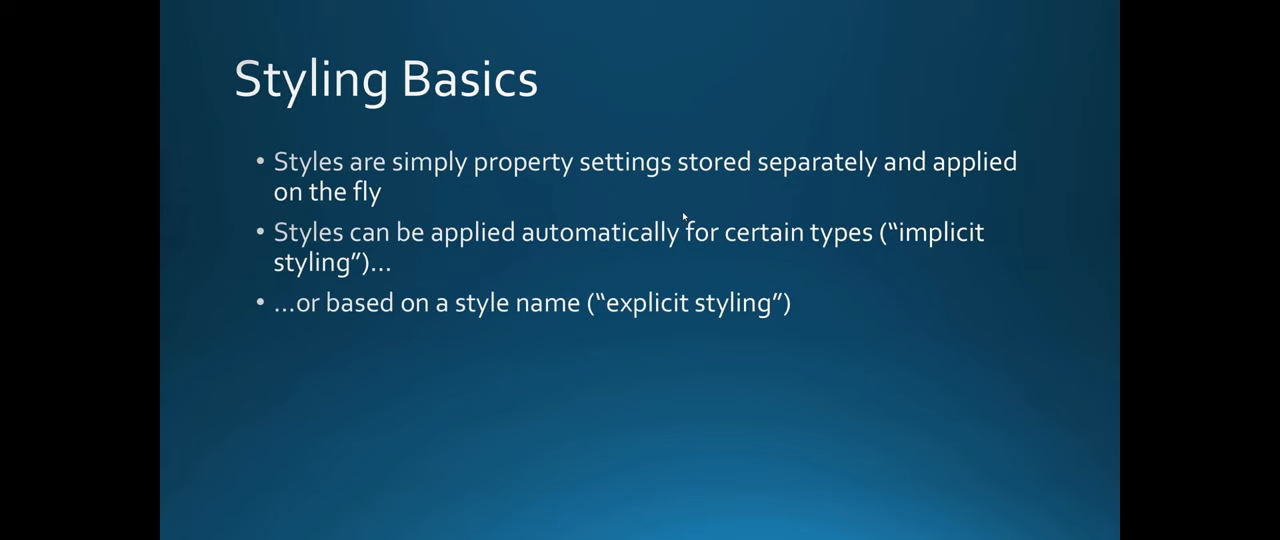 Styling Basics
• Styles are simply property settings stored separately and applied
on the fly
• Styles can be applied automatically for certain types (“implicit
styling”)...
• ...or based on a style name (“explicit styling”)